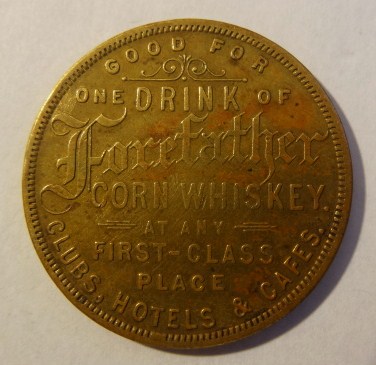 GOOD FOR
ONE DRINK OF
Forefather
CORN WHISKEY.
AT ANY
FIRST-CLASS
PLACE
CLUBS, HOTELS & CAFES.